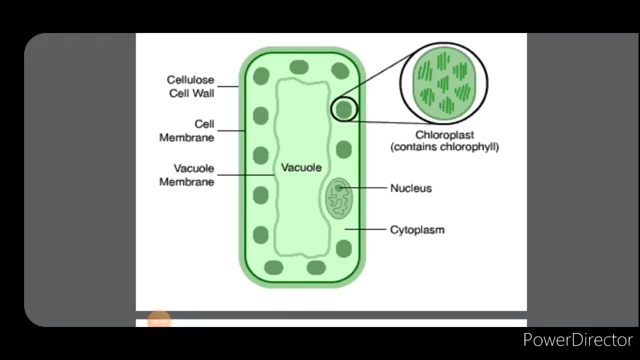 Cellulose
Cell Wall
Cell
Membrane
Vacuole
Membrane
Vacuole
Chloroplast
(contains chlorophyll)
Nucleus
Cytoplasm
PowerDirector